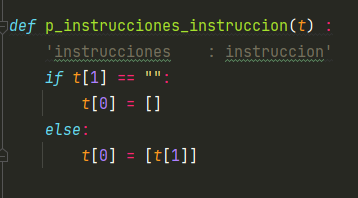 def p_instrucciones_instruccion(t) :
    'instrucciones    : instruccion'
    if t[1] == "":
        t[0] = []
    else:
        t[0] = [t[1]]